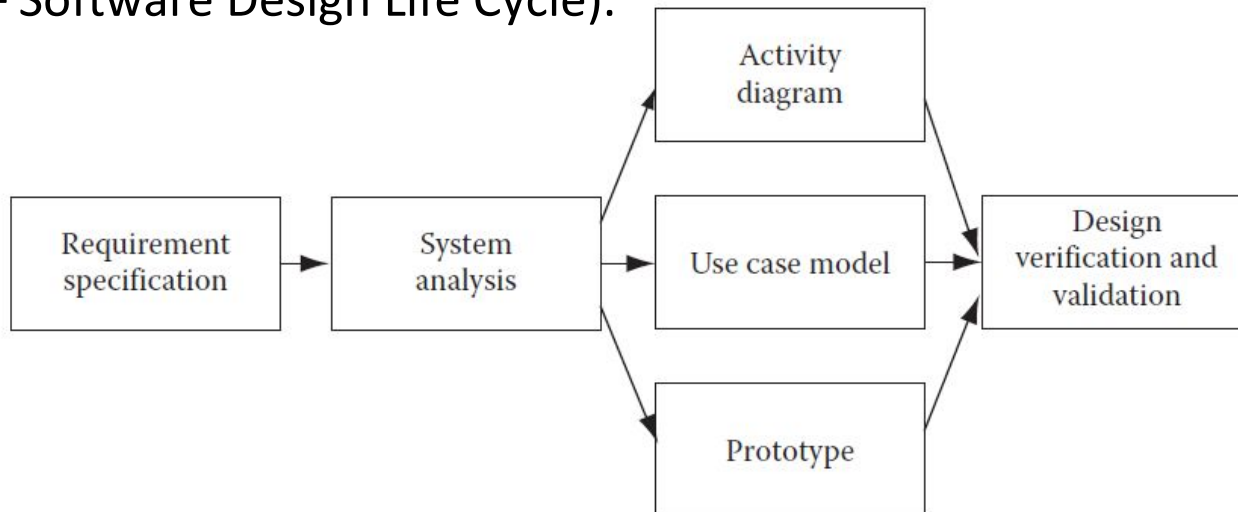 - Software Design Life Cycle).
Activity
diagram
Requirement
specification
System
analysis
Use case model
Design
verification and
validation
Prototype